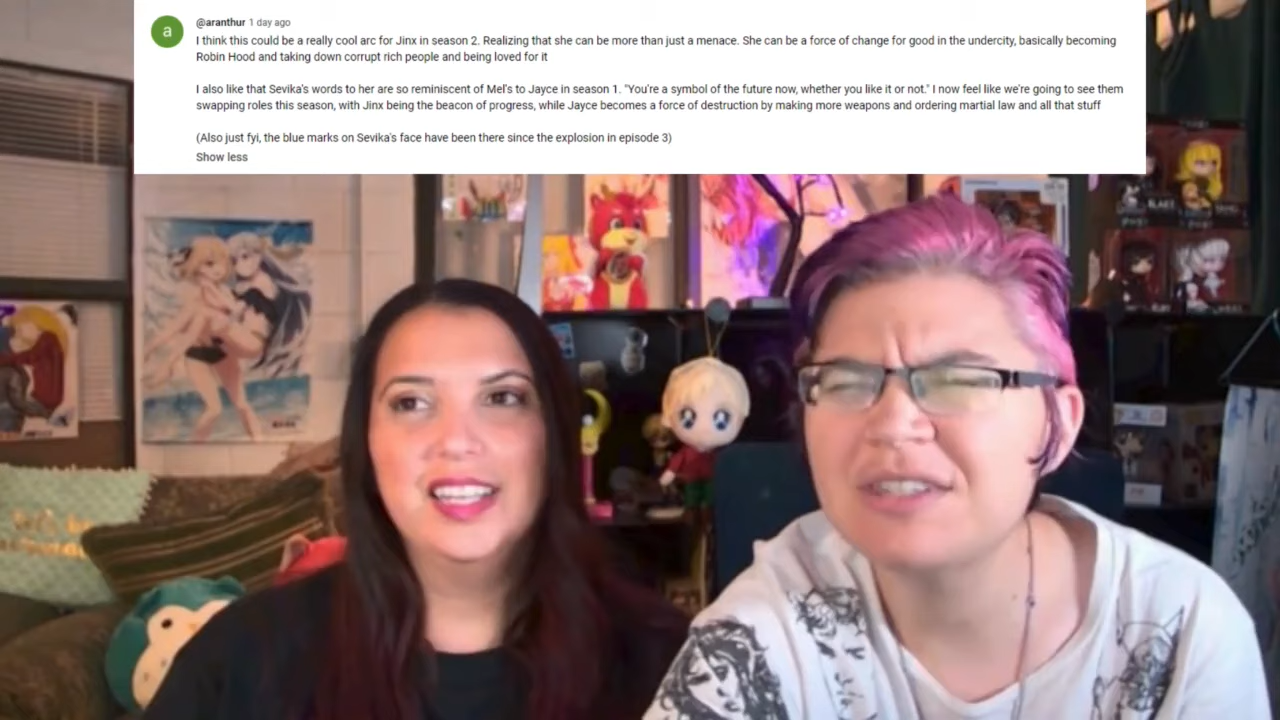 a
@aranthur 1 day ago
I think this could be a really cool arc for Jinx in season 2. Realizing that she can be more than just a menace. She can be a force of change for good in the undercity, basically becoming
Robin Hood and taking down corrupt rich people and being loved for it
I also like that Sevika's words to her are so reminiscent of Mel's to Jayce in season 1. "You're a symbol of the future now, whether you like it or not." I now feel like we're going to see them
swapping roles this season, with Jinx being the beacon of progress, while Jayce becomes a force of destruction by making more weapons and ordering martial law and all that stuff
(Also just fyi, the blue marks on Sevika's face have been there since the explosion in episode 3)
Show less
BLAKE